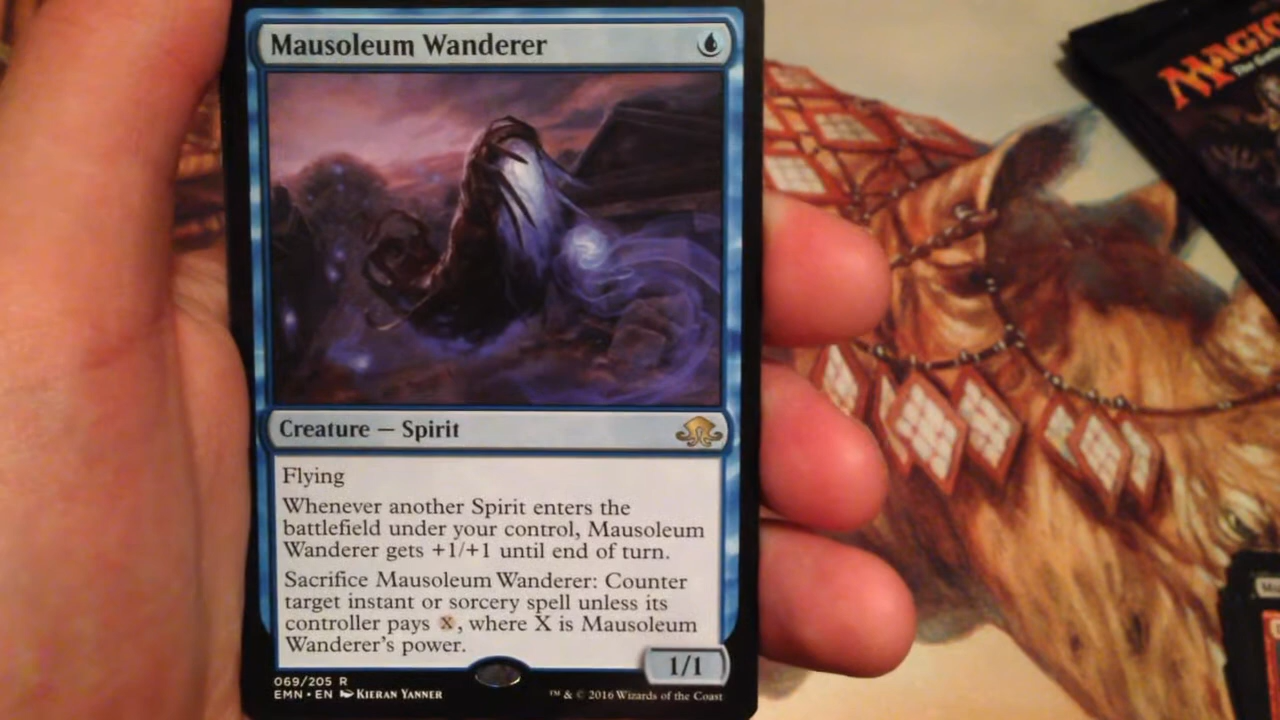 Mausoleum Wanderer
MAGIC
Creature — Spirit
Flying
Whenever another Spirit enters the
battlefield under your control, Mausoleum
Wanderer gets +1/+1 until end of turn.
Sacrifice Mausoleum Wanderer: Counter
target instant or sorcery spell unless its
controller pays X, where X is Mausoleum
Wanderer's power.
1/1
069/205 R
EMN • EN KIERAN YANNER
™ & © 2016 Wizards of the Coast